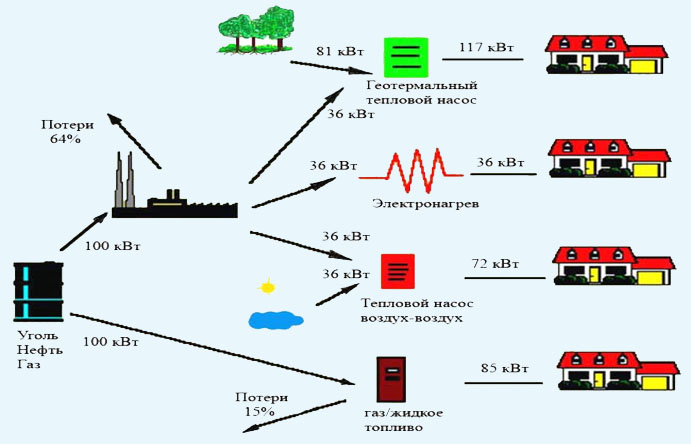 81 кВт
117 кВт
Геотермальный
тепловой насос
36 кВт
Потери
64%
36 кВт
36 кВт
Электронагрев
100 кВт
36 кВт
36 кВт
72 кВт
Тепловой насос
воздух-воздух
Уголь
Нефть
Газ
100 кВт
85 кВт
Потери
15%
газ/жидкое
топливо